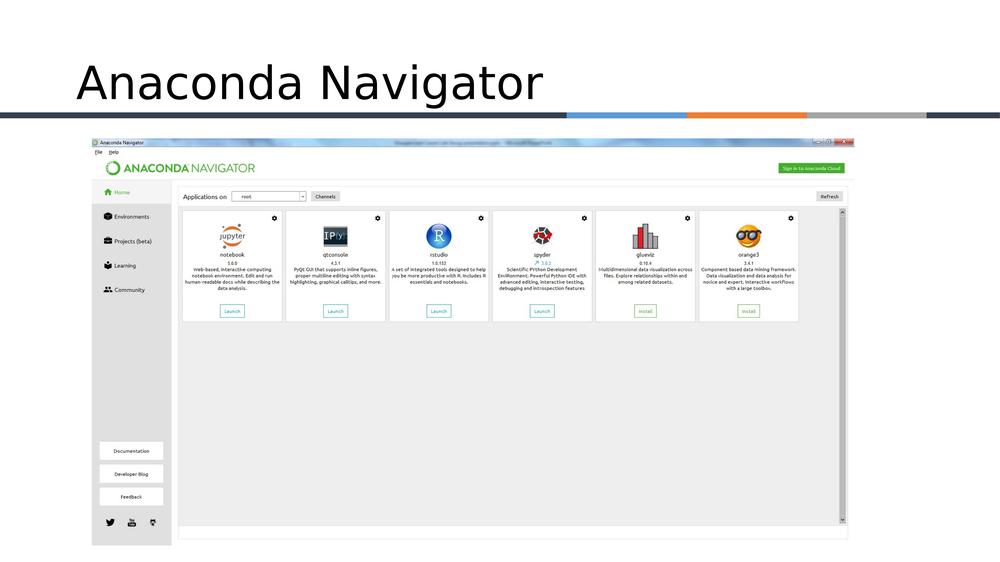 Anaconda Navigator
Anaconda Navigator
File Help
ANACONDA NAVIGATOR
Sign in to Anaconda Cloud
Home
Environments
Projects (beta)
Learning
Community
Documentation
Developer Blog
Feedback
Applications on
root
Channels
Refresh
jupyter
notebook
5.0.0
Web-based, interactive computing
notebook environment. Edit and run
human-readable docs while describing the
data analysis.
Launch
IP[y]:
qtconsole
4.3.1
PyQt GUI that supports inline figures,
proper multiline editing with syntax
highlighting, graphical calltips, and more.
Launch
R
rstudio
1.0.153
A set of integrated tools designed to help
you be more productive with R. Includes R
essentials and notebooks.
Launch
spyder
3.0.2
Scientific PYthon Development
EnviRonment. Powerful Python IDE with
advanced editing, interactive testing,
debugging and introspection features
Launch
glueviz
0.10.4
Multidimensional data visualization across
files. Explore relationships within and
among related datasets.
Install
orange3
3.4.1
Component based data mining framework.
Data visualization and data analysis for
novice and expert. Interactive workflows
with a large toolbox.
Install